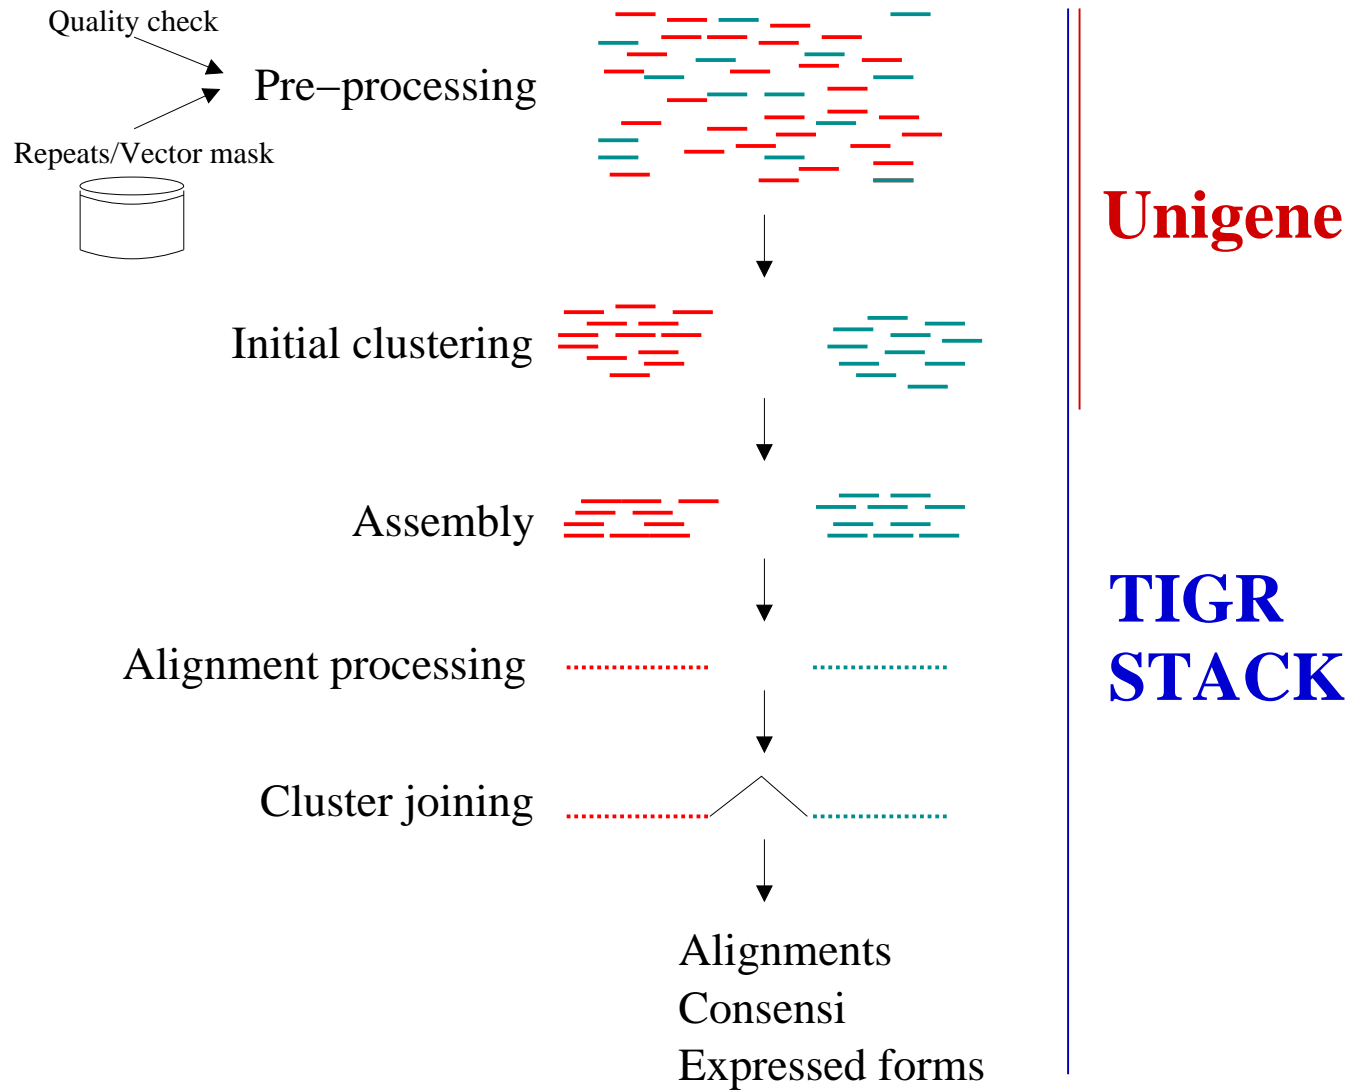 Quality check
Pre−processing
Repeats/Vector mask
Unigene
Initial clustering
Assembly
TIGR
STACK
Alignment processing
Cluster joining
Alignments
Consensi
Expressed forms